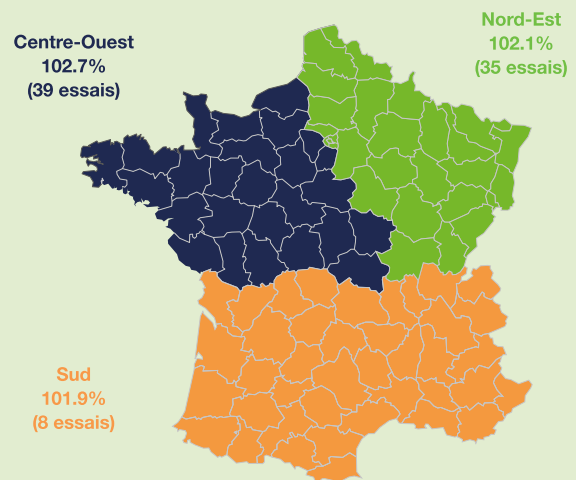 Nord-Est
102.1%
(35 essais)
Centre-Ouest
102.7%
(39 essais)
Sud
101.9%
(8 essais)